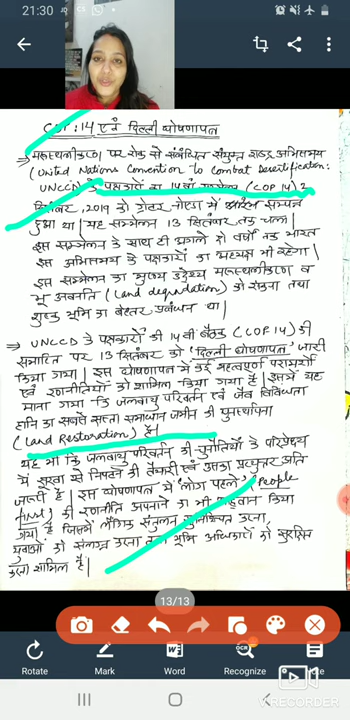 21:30
COP:14 एवं दिल्ली घोषणापत्र
⇒ मरुस्थलीकरण पर रोक से संबंधित संयुक्त राष्ट्र अभिसमय
(United Nations Convention to Combat Desertification:
UNCCD) के पक्षकारों का 14वां सम्मेलन (COP 14) 2
सितंबर, 2019 को ग्रेटर नोएडा में सम्पन्न
हुआ था | यह सम्मेलन 13 सितंबर तक चला |
इस सम्मेलन के साथ ही अगले दो वर्षों तक भारत
इस अभिसमय के पक्षकारों का अध्यक्ष भी रहेगा |
इस सम्मेलन का मुख्य उद्देश्य मरुस्थलीकरण व
भू अवनति (Land degradation) को रोकना तथा
शुष्क भूमि का बेहतर प्रबंधन था |
⇒ UNCCD के पक्षकारों की 14वीं बैठक (COP 14) की
समाप्ति पर 13 सितंबर को 'दिल्ली घोषणापत्र' जारी
किया गया | इस घोषणापत्र में कई महत्वपूर्ण परामर्शों
एवं रणनीतियों को शामिल किया गया है | इसमें यह
माना गया कि जलवायु परिवर्तन एवं जैव विविधता
हानि का सबसे सस्ता समाधान जमीन की पुनर्स्थापना
(Land Restoration) है |
यह भी कि जलवायु परिवर्तन की चुनौतियों के परिप्रेक्ष्य
में सूखा से निपटने की तैयारी एवं उसका प्रत्युत्तर अति
जरूरी है | इस घोषणापत्र में 'लोग पहले' (People
first) की रणनीति अपनाने का भी आह्वान किया
गया है जिसमें लैंगिक संतुलन सुनिश्चित करना,
युवाओं को संलग्न करना तथा भूमि अधिकारों को सुरक्षित
करना शामिल है |
13/13
Rotate Mark Word Recognize More
VRECORDER